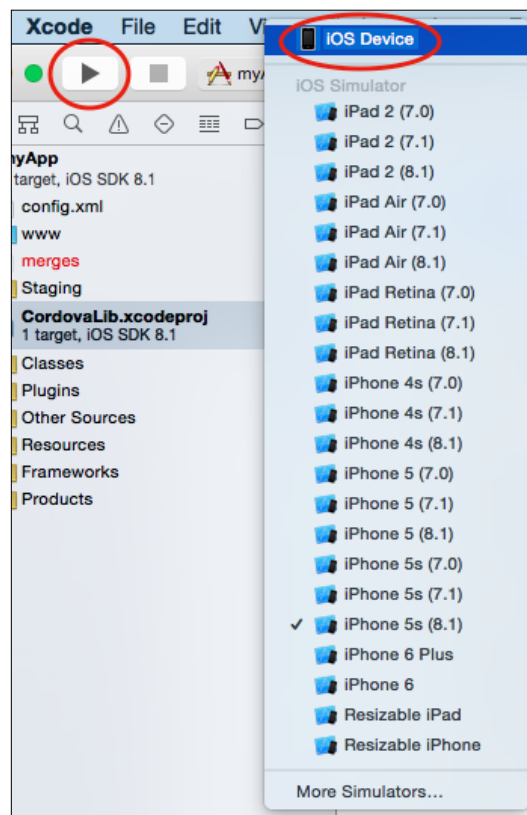 Xcode File Edit Vi
my
myApp
target, iOS SDK 8.1
config.xml
www
merges
Staging
CordovaLib.xcodeproj
1 target, iOS SDK 8.1
Classes
Plugins
Other Sources
Resources
Frameworks
Products
iOS Device
iOS Simulator
iPad 2 (7.0)
iPad 2 (7.1)
iPad 2 (8.1)
iPad Air (7.0)
iPad Air (7.1)
iPad Air (8.1)
iPad Retina (7.0)
iPad Retina (7.1)
iPad Retina (8.1)
iPhone 4s (7.0)
iPhone 4s (7.1)
iPhone 4s (8.1)
iPhone 5 (7.0)
iPhone 5 (7.1)
iPhone 5 (8.1)
iPhone 5s (7.0)
iPhone 5s (7.1)
iPhone 5s (8.1)
iPhone 6 Plus
iPhone 6
Resizable iPad
Resizable iPhone
More Simulators...